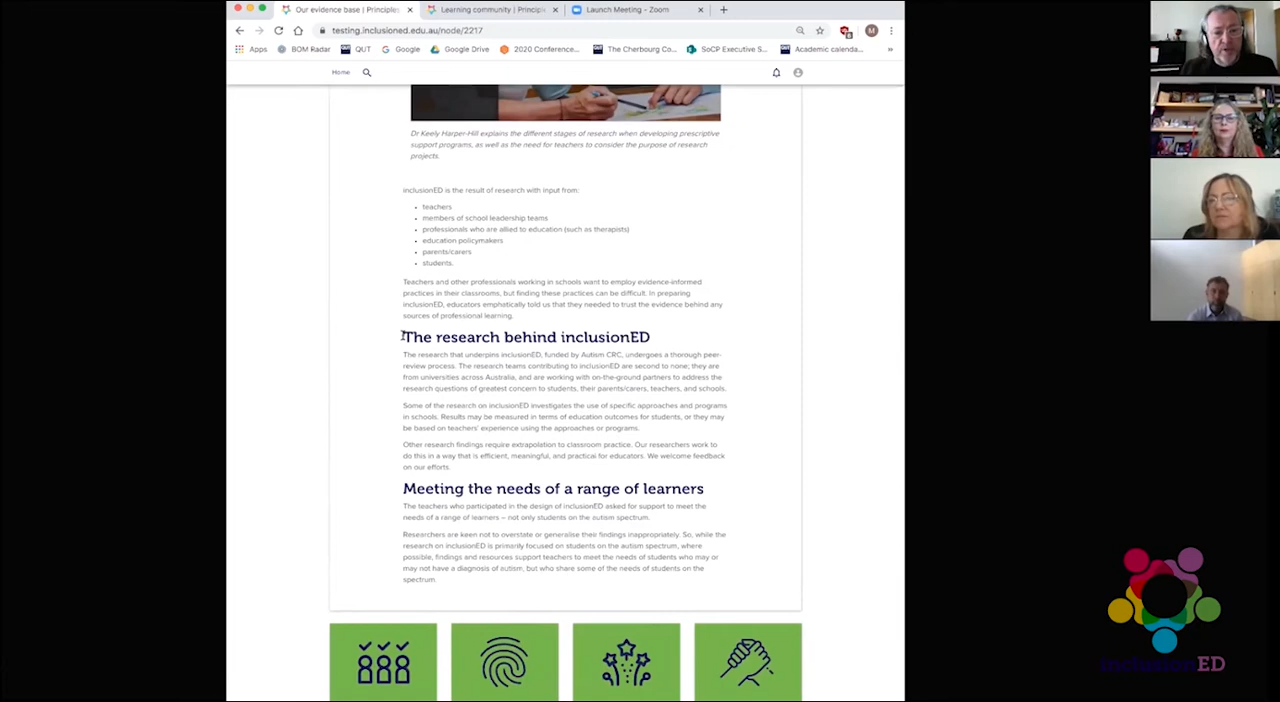 Our evidence base | Principles
Learning community | Principl
Launch Meeting - Zoom
testing.inclusioned.edu.au/node/2217
M
Apps
BOM Radar
QUT
Google
Google Drive
2020 Conference...
The Cherbourg Co...
SoCP Executive S...
Academic calenda...
Home
Dr Keely Harper-Hill explains the different stages of research when developing prescriptive
support programs, as well as the need for teachers to consider the purpose of research
projects.
inclusionED is the result of research with input from:
• teachers
• members of school leadership teams
• professionals who are allied to education (such as therapists)
• education policymakers
• parents/carers
• students.
Teachers and other professionals working in schools want to employ evidence-informed
practices in their classrooms, but finding these practices can be difficult. In preparing
inclusionED, educators emphatically told us that they needed to trust the evidence behind any
sources of professional learning.
The research behind inclusionED
The research that underpins inclusionED, funded by Autism CRC, undergoes a thorough peer-
review process. The research teams contributing to inclusionED are second to none; they are
from universities across Australia, and are working with on-the-ground partners to address the
research questions of greatest concern to students, their parents/carers, teachers, and schools.
Some of the research on inclusionED investigates the use of specific approaches and programs
in schools. Results may be measured in terms of education outcomes for students, or they may
be based on teachers' experience using the approaches or programs.
Other research findings require extrapolation to classroom practice. Our researchers work to
do this in a way that is efficient, meaningful, and practical for educators. We welcome feedback
on our efforts.
Meeting the needs of a range of learners
The teachers who participated in the design of inclusionED asked for support to meet the
needs of a range of learners – not only students on the autism spectrum.
Researchers are keen not to overstate or generalise their findings inappropriately. So, while the
research on inclusionED is primarily focused on students on the autism spectrum, where
possible, findings and resources support teachers to meet the needs of students who may or
may not have a diagnosis of autism, but who share some of the needs of students on the
spectrum.
inclusionED